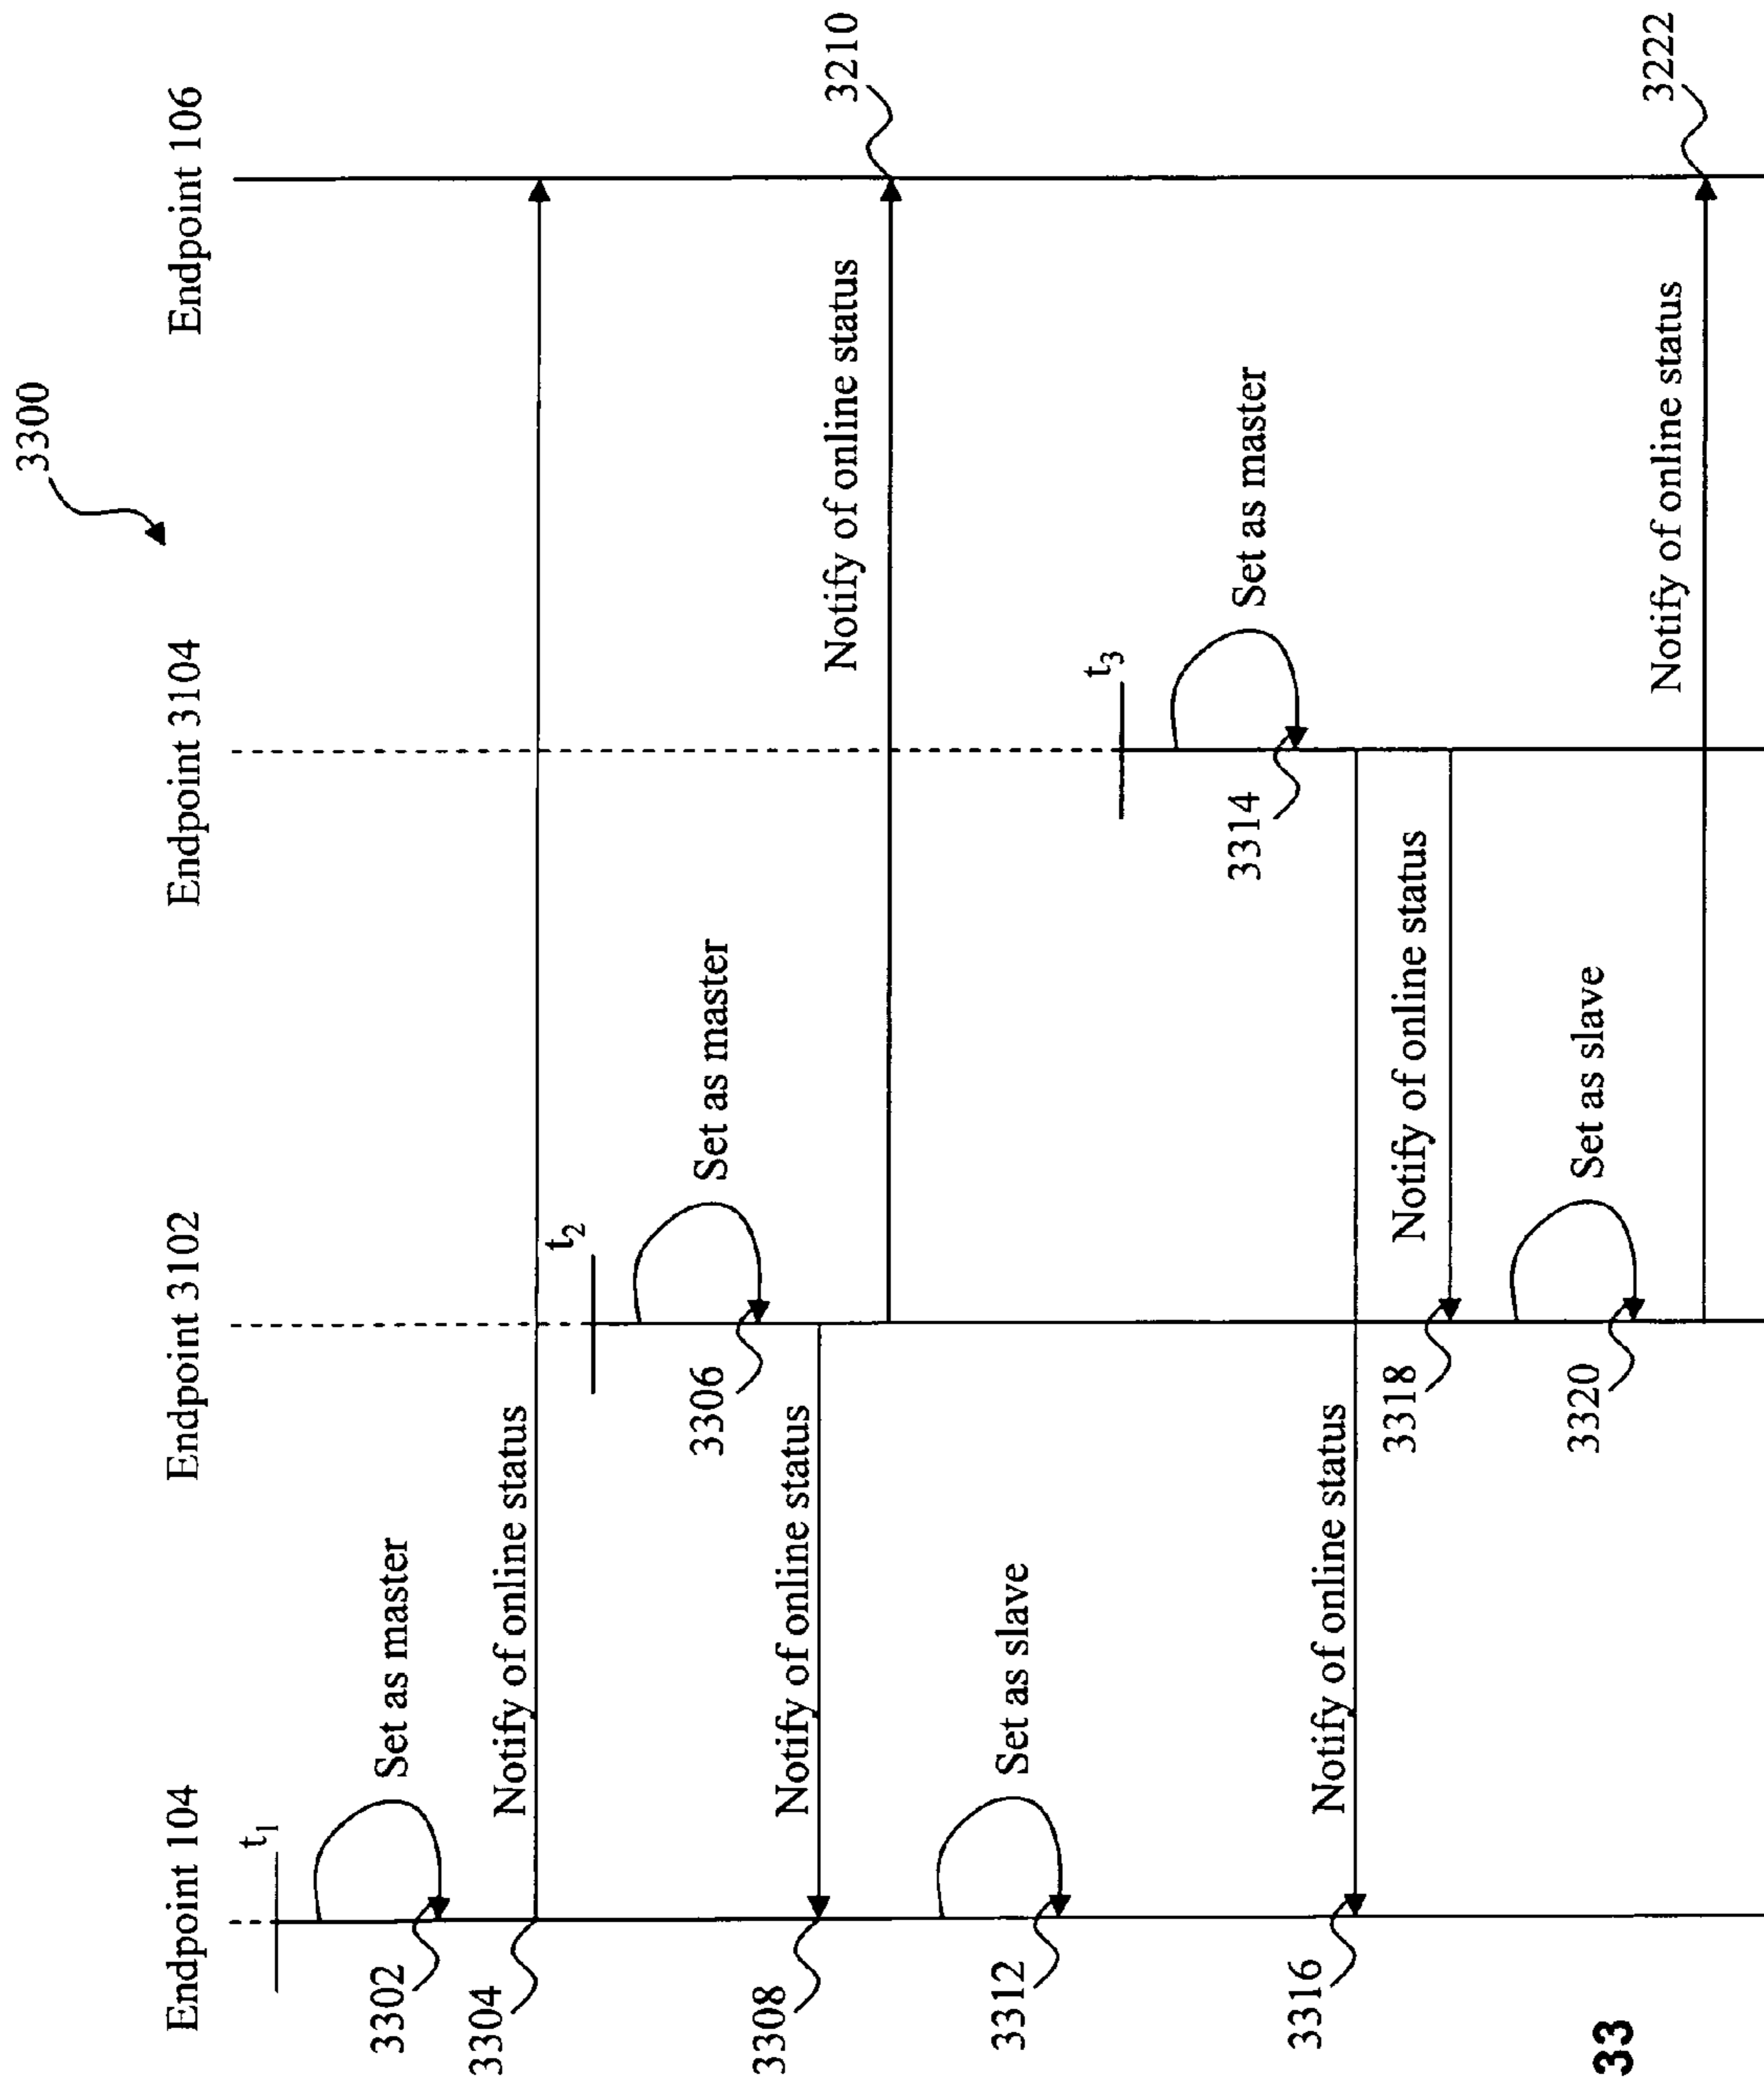 3300
Endpoint 104
Endpoint 3102
Endpoint 3104
Endpoint 106
t1
Set as master
3302
Notify of online status
3304
t2
Set as master
3306
Notify of online status
3308
Notify of online status
3210
Set as slave
3312
t3
Set as master
3314
Notify of online status
3316
Notify of online status
3318
Set as slave
3320
Notify of online status
3222
33